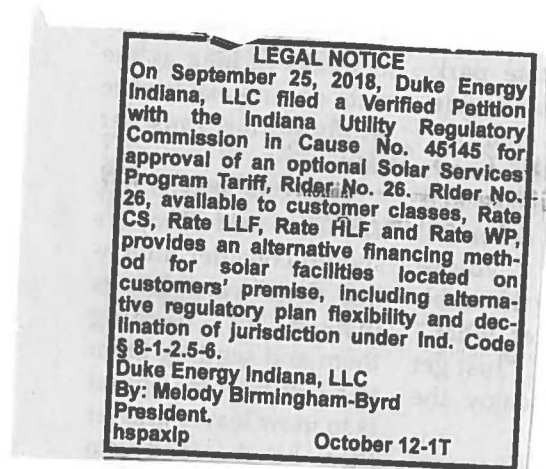 LEGAL NOTICE
On September 25, 2018, Duke Energy
Indiana, LLC filed a Verified Petition
with the Indiana Utility Regulatory
Commission in Cause No. 45145 for
approval of an optional Solar Services
Program Tariff, Rider No. 26. Rider No.
26, available to customer classes, Rate
CS, Rate LLF, Rate HLF and Rate WP,
provides an alternative financing meth-
od for solar facilities located on
customers' premise, including alterna-
tive regulatory plan flexibility and dec-
lination of jurisdiction under Ind. Code
§ 8-1-2.5-6.
Duke Energy Indiana, LLC
By: Melody Birmingham-Byrd
President.
hspaxlp October 12-1T